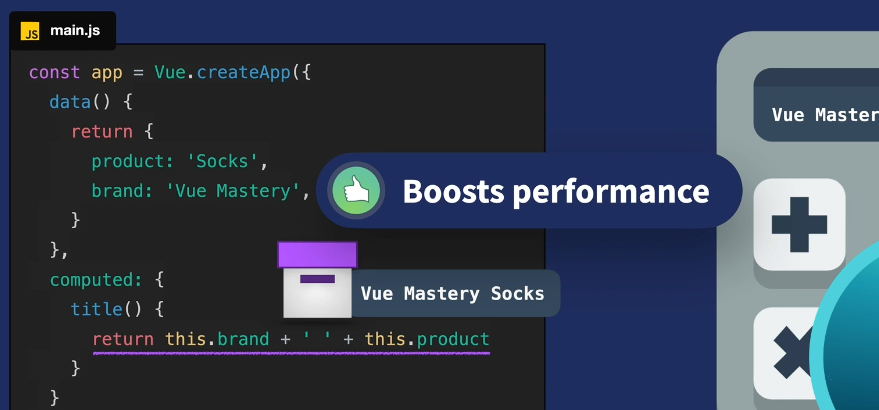 JS main.js
const app = Vue.createApp({
  data() {
    return {
      product: 'Socks',
      brand: 'Vue Mastery',
    }
  },
  computed: {
    title() {
      return this.brand + ' ' + this.product
    }
  }
Boosts performance
Vue Mastery Socks
Vue Master